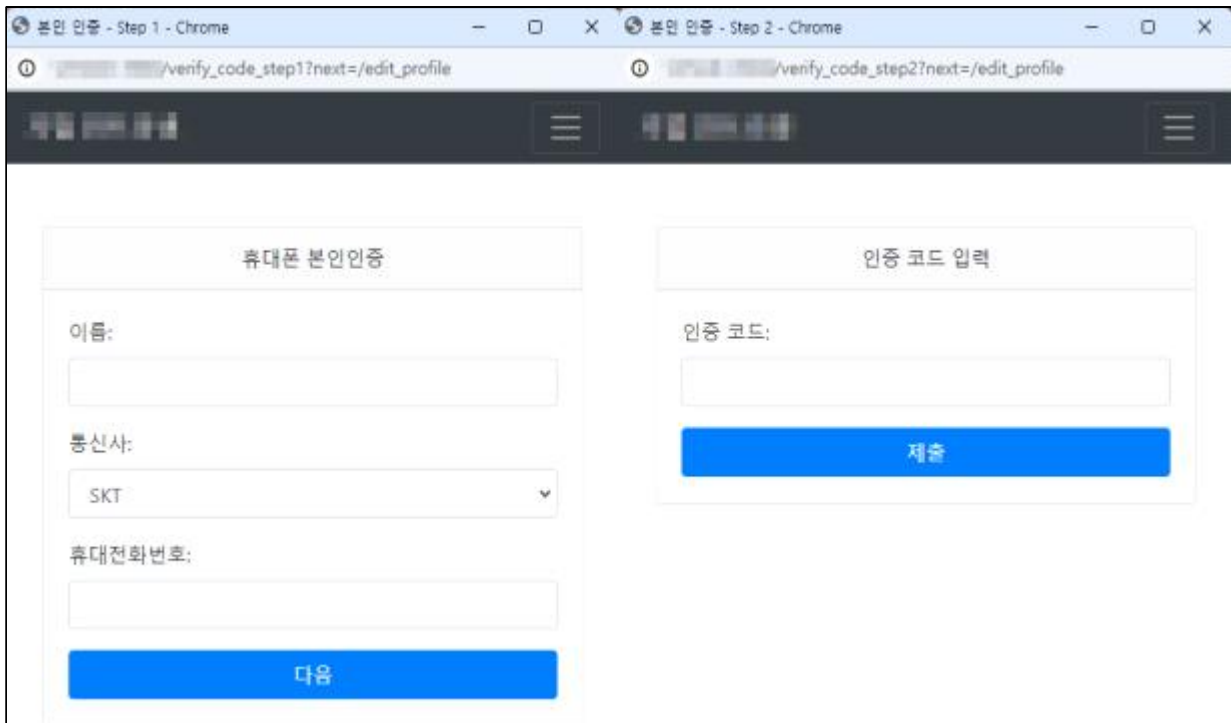 본인 인증 - Step 1 - Chrome
/verify_code_step1?next=/edit_profile
휴대폰 본인인증
이름:
통신사:
SKT
휴대전화번호:
다음
본인 인증 - Step 2 - Chrome
/verify_code_step2?next=/edit_profile
인증 코드 입력
인증 코드:
제출